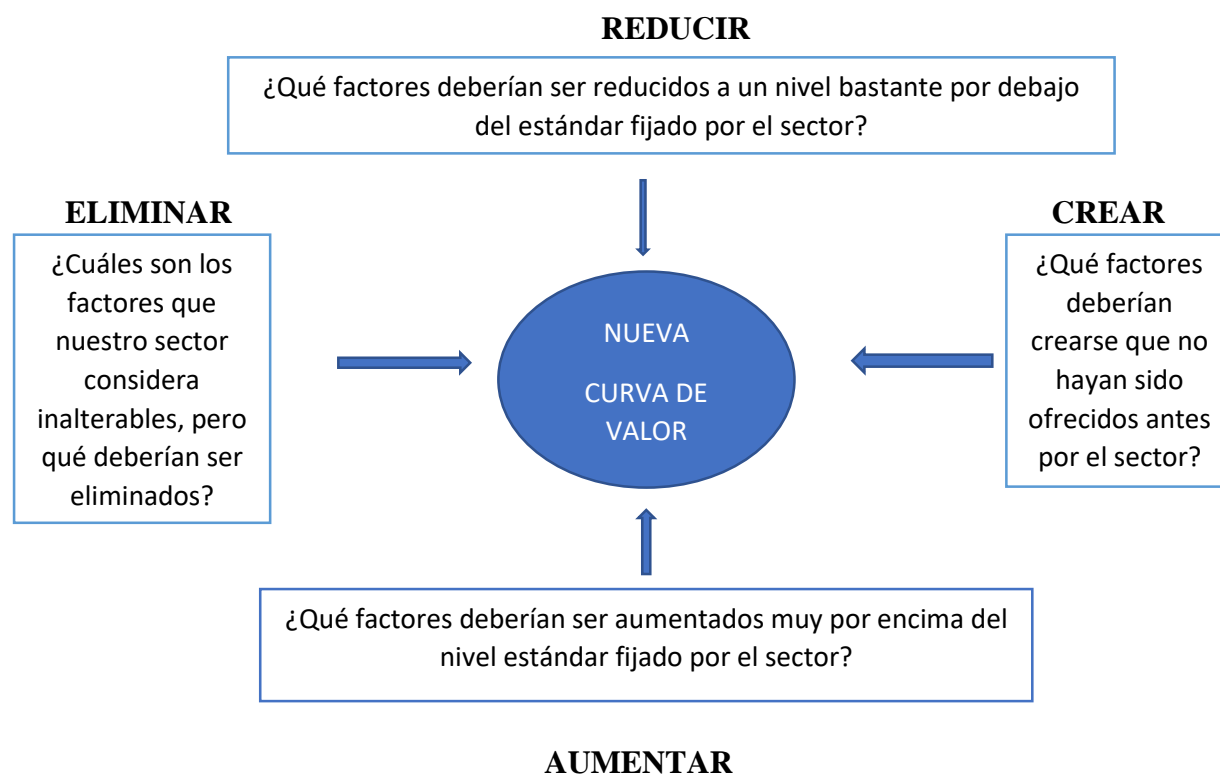 REDUCIR
¿Qué factores deberían ser reducidos a un nivel bastante por debajo
del estándar fijado por el sector?
ELIMINAR
¿Cuáles son los
factores que
nuestro sector
considera
inalterables, pero
qué deberían ser
eliminados?
NUEVA
CURVA DE
VALOR
CREAR
¿Qué factores
deberían
crearse que no
hayan sido
ofrecidos antes
por el sector?
¿Qué factores deberían ser aumentados muy por encima del
nivel estándar fijado por el sector?
AUMENTAR